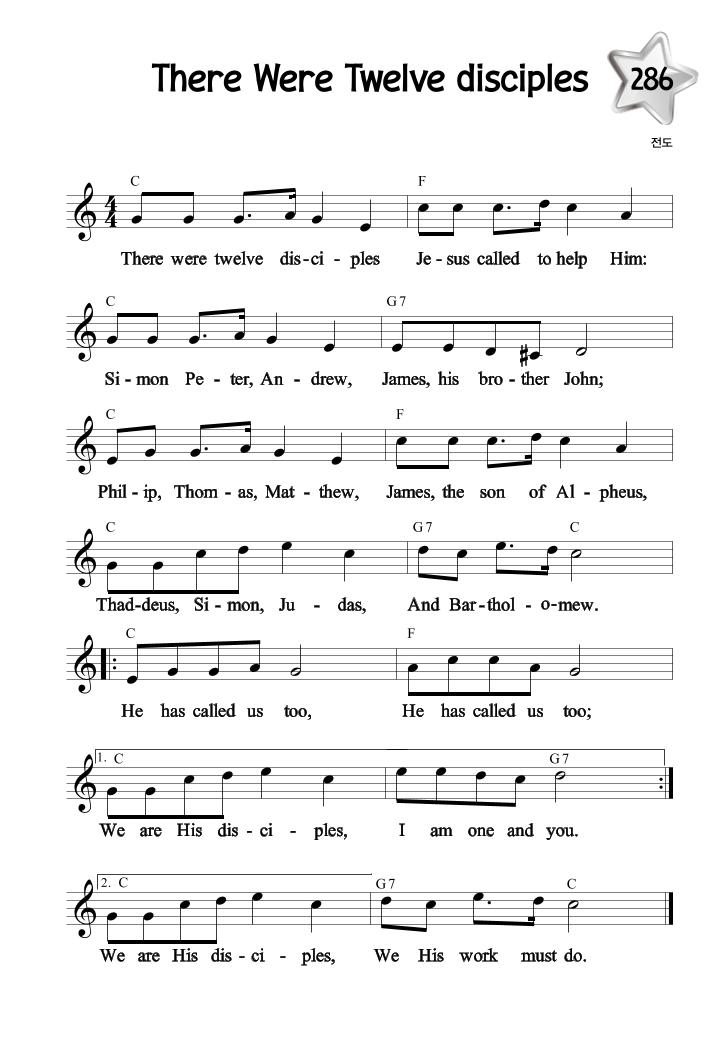 There Were Twelve disciples
286
전도
C F
There were twelve dis-ci - ples Je - sus called to help Him:
C G7
Si - mon Pe - ter, An - drew, James, his bro - ther John;
C F
Phil - ip, Thom - as, Mat - thew, James, the son of Al - pheus,
C G7 C
Thad-deus, Si - mon, Ju - das, And Bar-thol - o-mew.
C F
He has called us too, He has called us too;
1. C G7
We are His dis - ci - ples, I am one and you.
2. C G7 C
We are His dis - ci - ples, We His work must do.